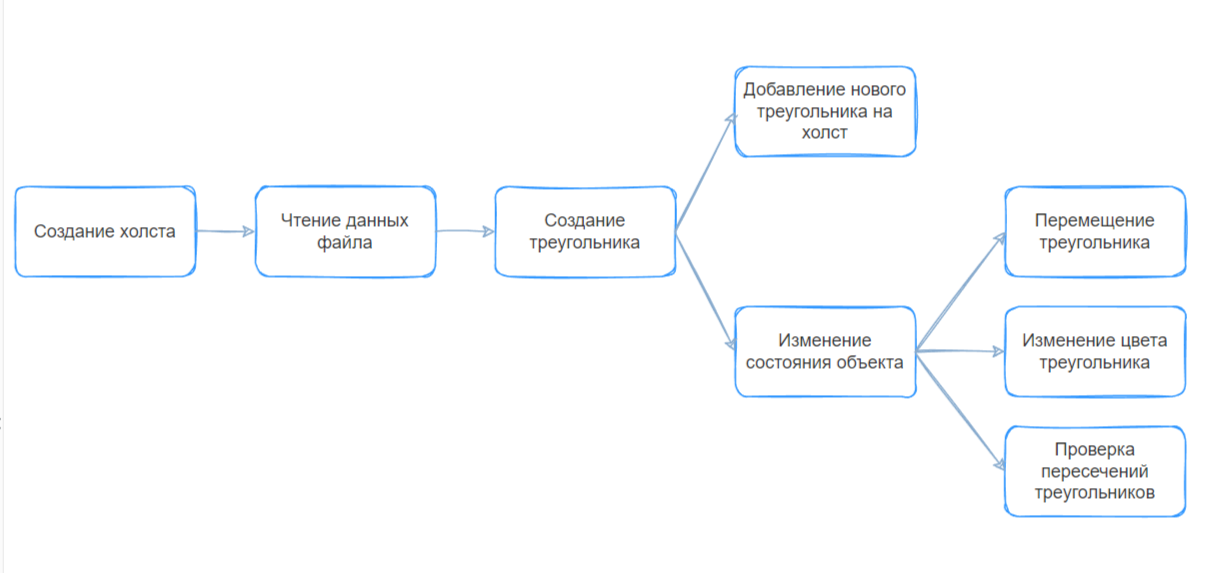 Создание холста
Чтение данных
файла
Создание
треугольника
Добавление нового
треугольника на
холст
Изменение
состояния объекта
Перемещение
треугольника
Изменение цвета
треугольника
Проверка
пересечений
треугольников